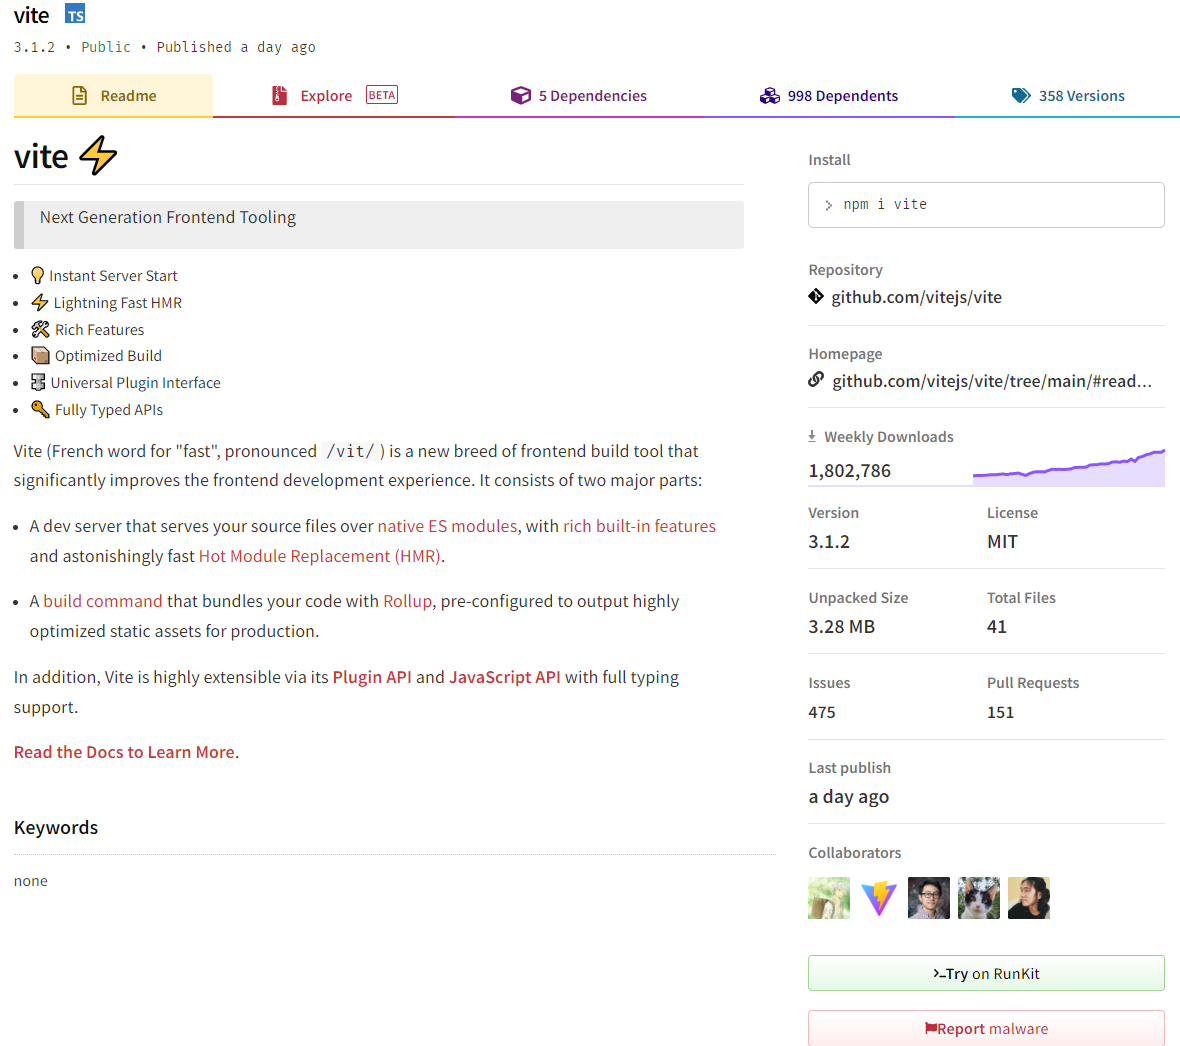 vite TS
3.1.2 • Public • Published a day ago
Readme
Explore BETA
5 Dependencies
998 Dependents
358 Versions
vite
Next Generation Frontend Tooling
Instant Server Start
Lightning Fast HMR
Rich Features
Optimized Build
Universal Plugin Interface
Fully Typed APIs
Vite (French word for "fast", pronounced /vit/ ) is a new breed of frontend build tool that
significantly improves the frontend development experience. It consists of two major parts:
A dev server that serves your source files over native ES modules, with rich built-in features
and astonishingly fast Hot Module Replacement (HMR).
A build command that bundles your code with Rollup, pre-configured to output highly
optimized static assets for production.
In addition, Vite is highly extensible via its Plugin API and JavaScript API with full typing
support.
Read the Docs to Learn More.
Keywords
none
Install
> npm i vite
Repository
github.com/vitejs/vite
Homepage
github.com/vitejs/vite/tree/main/#read...
Weekly Downloads
1,802,786
Version
License
3.1.2
MIT
Unpacked Size
Total Files
3.28 MB
41
Issues
Pull Requests
475
151
Last publish
a day ago
Collaborators
Try on RunKit
Report malware